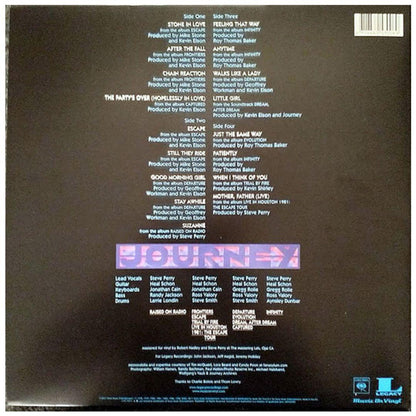 Side One
STONE IN LOVE
from the album ESCAPE
Produced by Mike Stone
and Kevin Elson
AFTER THE FALL
from the album FRONTIERS
Produced by Mike Stone
and Kevin Elson
CHAIN REACTION
from the album FRONTIERS
Produced by Mike Stone
and Kevin Elson
THE PARTY'S OVER (HOPELESSLY IN LOVE)
from the album CAPTURED
Produced by Kevin Elson
Side Two
ESCAPE
from the album ESCAPE
Produced by Mike Stone
and Kevin Elson
STILL THEY RIDE
from the album ESCAPE
Produced by Mike Stone
and Kevin Elson
GOOD MORNING GIRL
from the album DEPARTURE
Produced by Geoffrey
Workman and Kevin Elson
STAY AWHILE
from the album DEPARTURE
Produced by Geoffrey
Workman and Kevin Elson
SUZANNE
from the album RAISED ON RADIO
Produced by Steve Perry
Side Three
FEELING THAT WAY
from the album INFINITY
Produced by
Roy Thomas Baker
ANYTIME
from the album INFINITY
Produced by
Roy Thomas Baker
WALKS LIKE A LADY
from the album DEPARTURE
Produced by Geoffrey
Workman and Kevin Elson
LITTLE GIRL
from the Soundtrack DREAM,
AFTER DREAM
Produced by Kevin Elson and Journey
Side Four
JUST THE SAME WAY
from the album EVOLUTION
Produced by Roy Thomas Baker
PATIENTLY
from the album INFINITY
Produced by
Roy Thomas Baker
WHEN I THINK OF YOU
from the album TRIAL BY FIRE
Produced by Kevin Shirley
MOTHER, FATHER (LIVE)
from the album LIVE IN HOUSTON 1981:
THE ESCAPE TOUR
Produced by Steve Perry
JOURNEY
Lead Vocals Steve Perry Steve Perry Steve Perry Steve Perry
Guitar Neal Schon Neal Schon Neal Schon Neal Schon
Keyboards Jonathan Cain Jonathan Cain Gregg Rolie Gregg Rolie
Bass Randy Jackson Ross Valory Ross Valory Ross Valory
Drums Larrie Londin Steve Smith Steve Smith Aynsley Dunbar
RAISED ON RADIO FRONTIERS DEPARTURE INFINITY
ESCAPE EVOLUTION
TRIAL BY FIRE DREAM, AFTER DREAM
LIVE IN HOUSTON CAPTURED
1981: THE ESCAPE
TOUR
For Legacy Recordings: John Jackson, Jeff Magid, Jeremy Holiday
LEGACY
Music On Vinyl